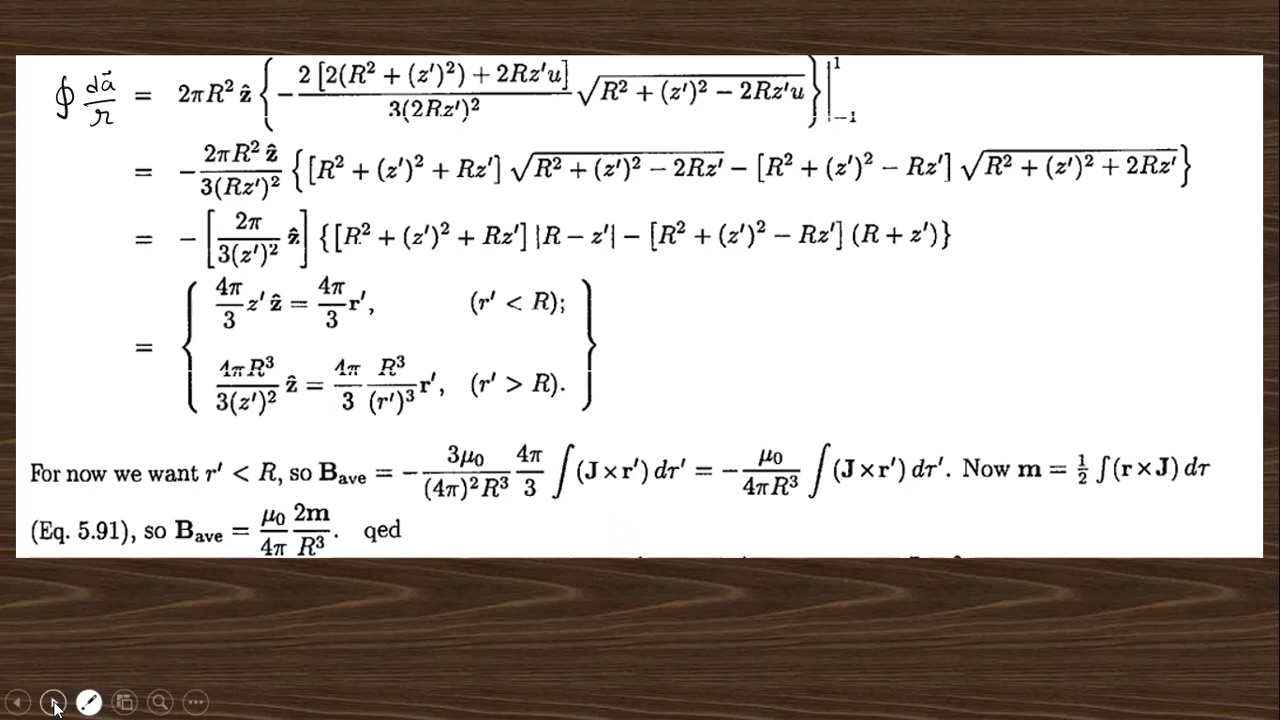 ∮ da⃗/r = 2πR² ẑ { − 2 [2(R² + (z′)²) + 2Rz′u] / 3(2Rz′)² √(R² + (z′)² − 2Rz′u) } |₋₁¹
= − 2πR² ẑ / 3(Rz′)² { [R² + (z′)² + Rz′] √(R² + (z′)² − 2Rz′) − [R² + (z′)² − Rz′] √(R² + (z′)² + 2Rz′) }
= − [ 2π / 3(z′)² ẑ ] { [R² + (z′)² + Rz′] |R − z′| − [R² + (z′)² − Rz′] (R + z′) }
= { 4π/3 z′ ẑ = 4π/3 r′, (r′ < R);
4πR³ / 3(z′)² ẑ = 4π/3 R³/(r′)³ r′, (r′ > R). }
For now we want r′ < R, so B_ave = − 3μ₀ / (4π)²R³ 4π/3 ∫(J × r′) dτ′ = − μ₀ / 4πR³ ∫(J × r′) dτ′. Now m = ½ ∫(r × J) dτ
(Eq. 5.91), so B_ave = μ₀/4π 2m/R³. qed